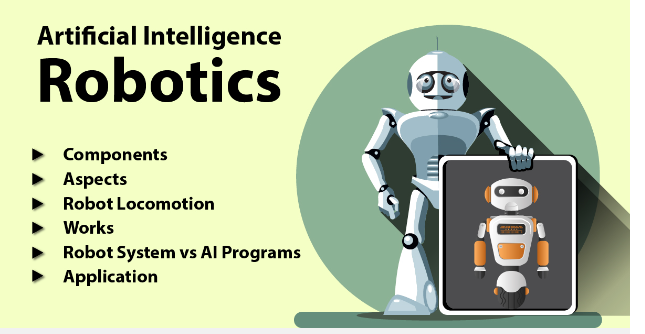 Artificial Intelligence
Robotics
Components
Aspects
Robot Locomotion
Works
Robot System vs AI Programs
Application